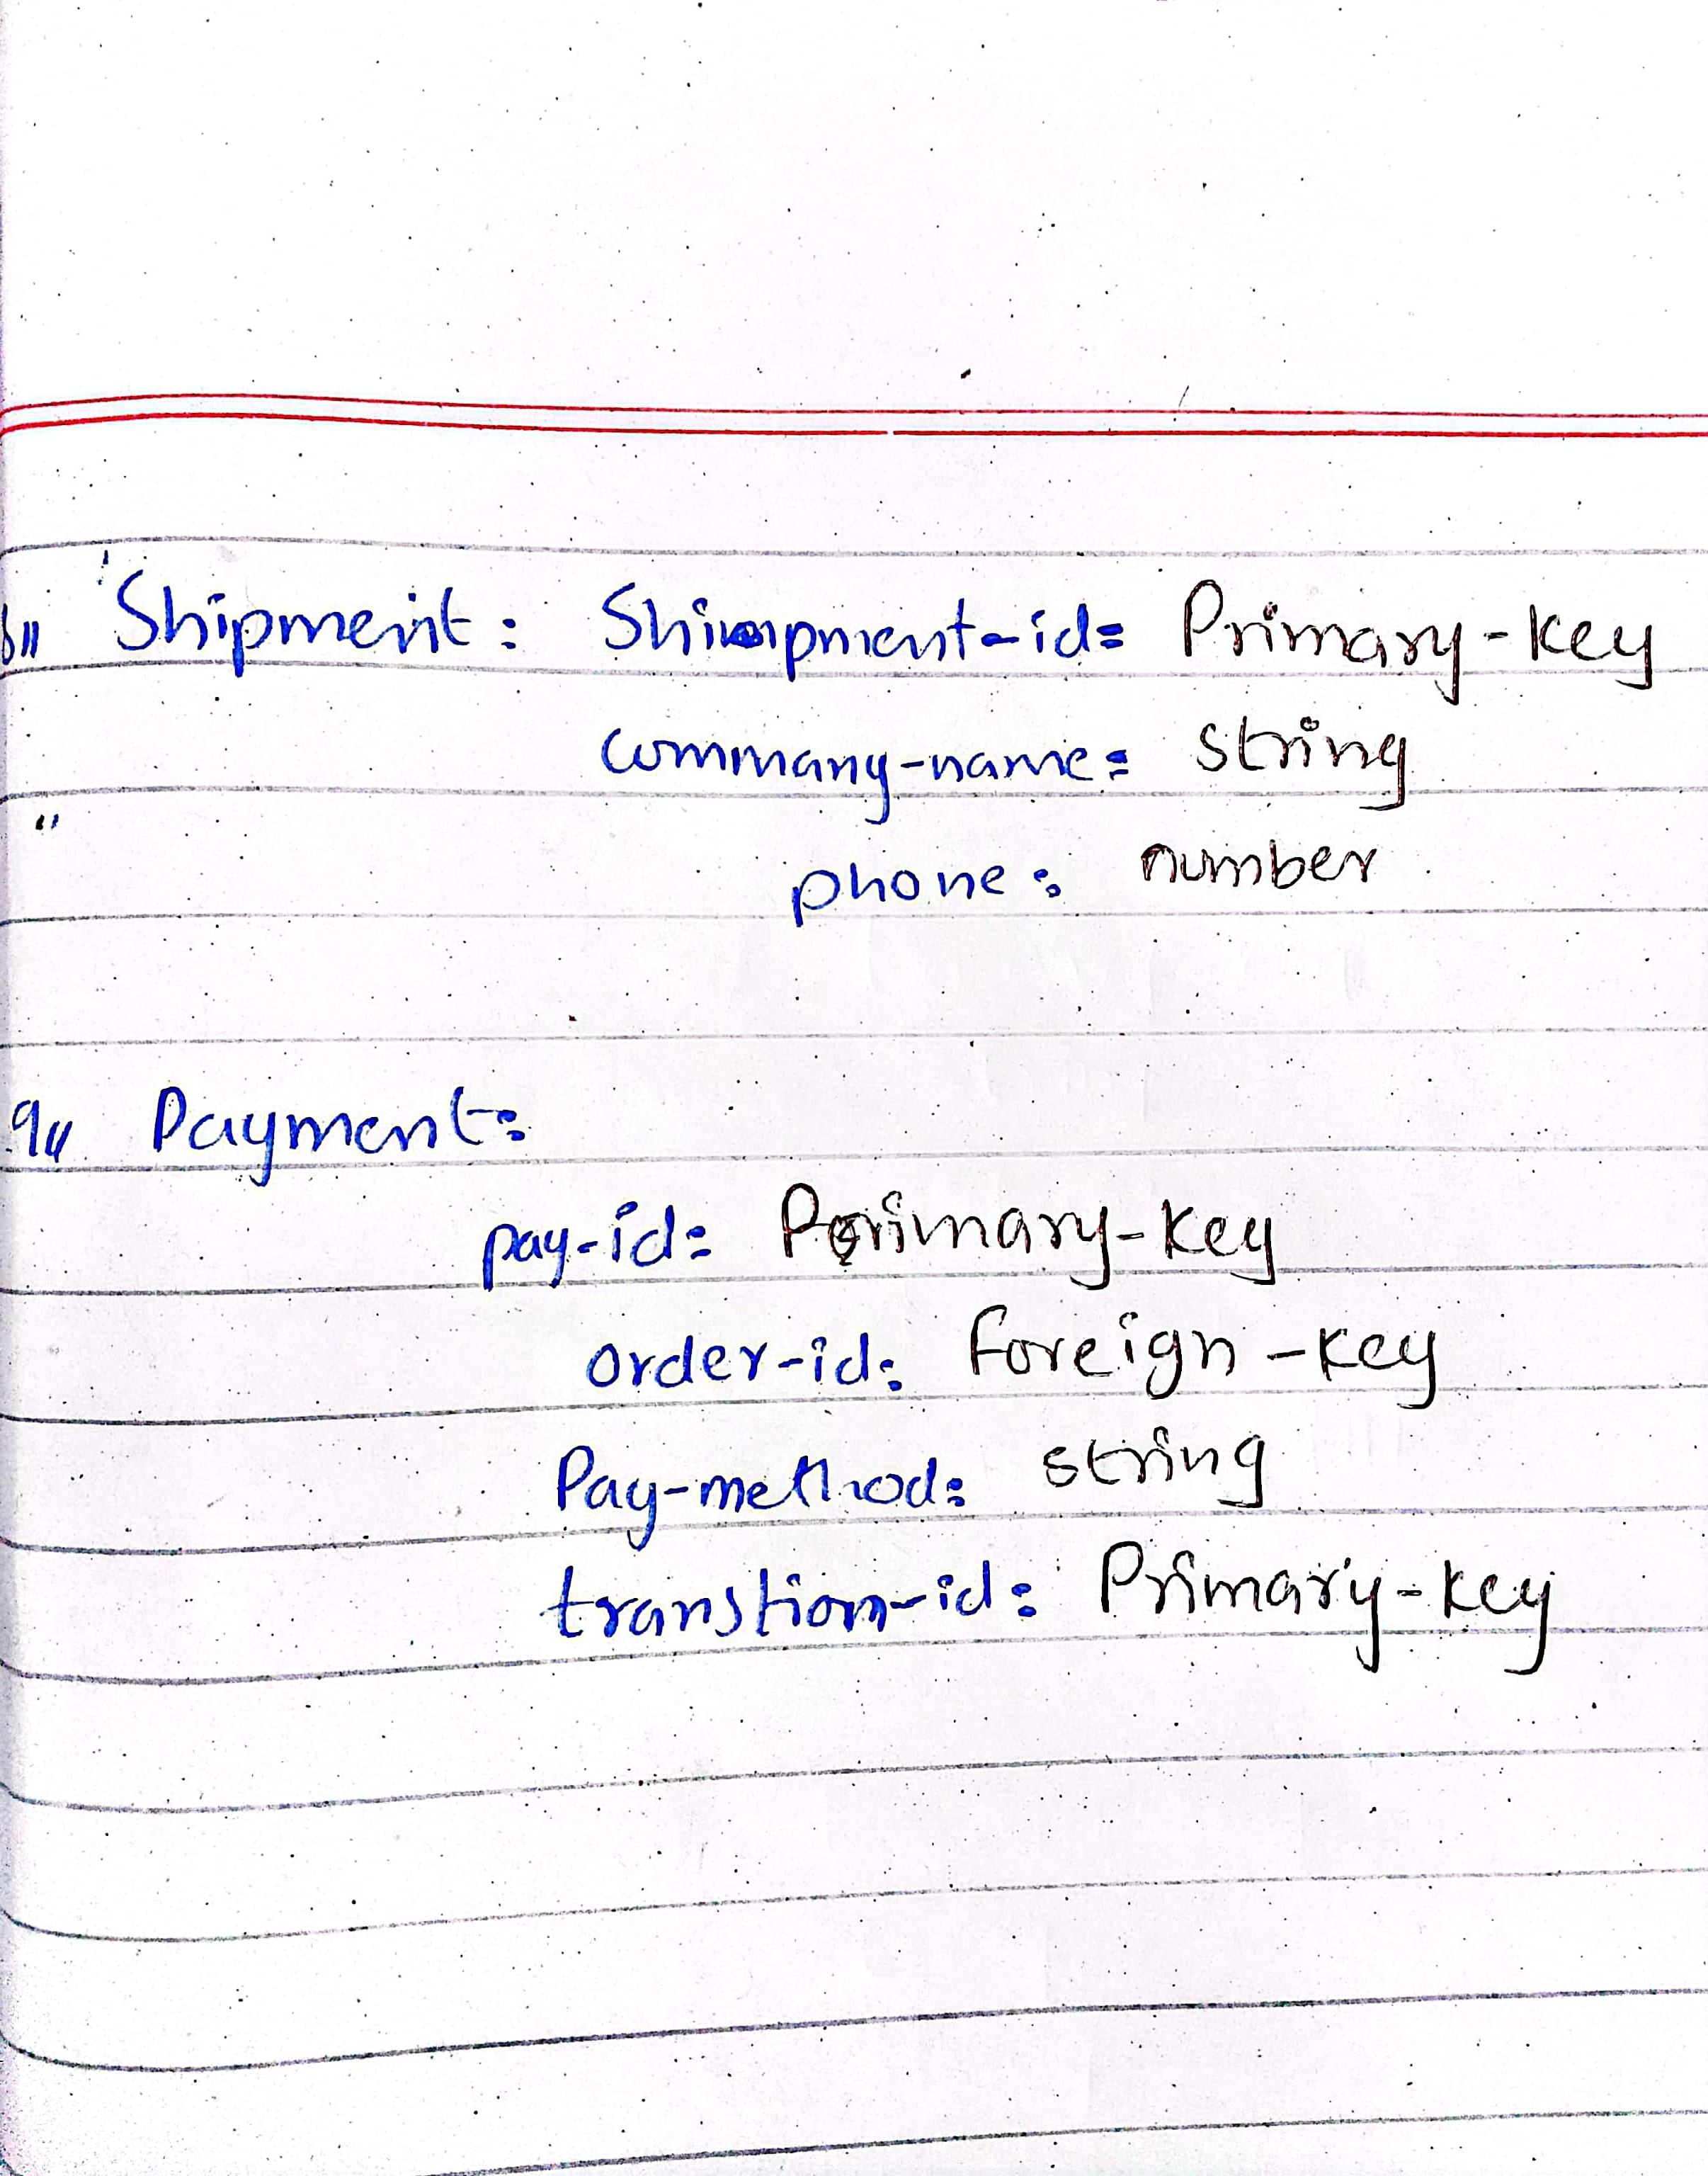 Shipment: Shipment-id: Primary-key
commany-name: string
phone: number
9 Payment:
pay-id: Primary-key
order-id: foreign-key
Pay-method: string
transtion-id: Primary-key